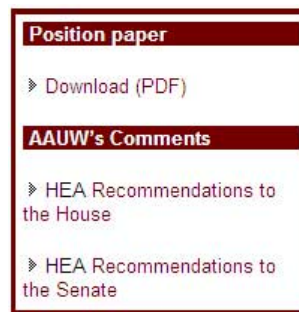 Position paper
Download (PDF)
AAUW's Comments
HEA Recommendations to
the House
HEA Recommendations to
the Senate